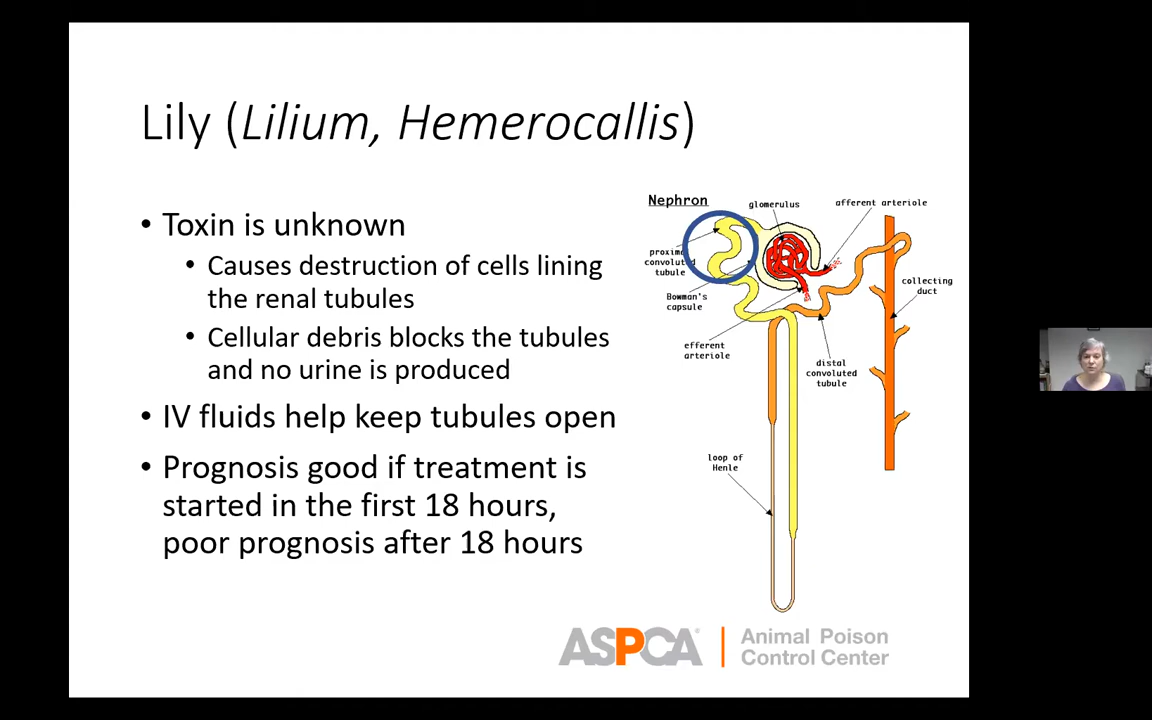 Lily (Lilium, Hemerocallis)
• Toxin is unknown
• Causes destruction of cells lining
the renal tubules
• Cellular debris blocks the tubules
and no urine is produced
• IV fluids help keep tubules open
• Prognosis good if treatment is
started in the first 18 hours,
poor prognosis after 18 hours
Nephron
glomerulus
afferent arteriole
convoluted
tubule
Bowman's
capsule
efferent
arteriole
collecting
duct
distal
convoluted
tubule
loop of
Henle
ASPCA®
Animal Poison
Control Center